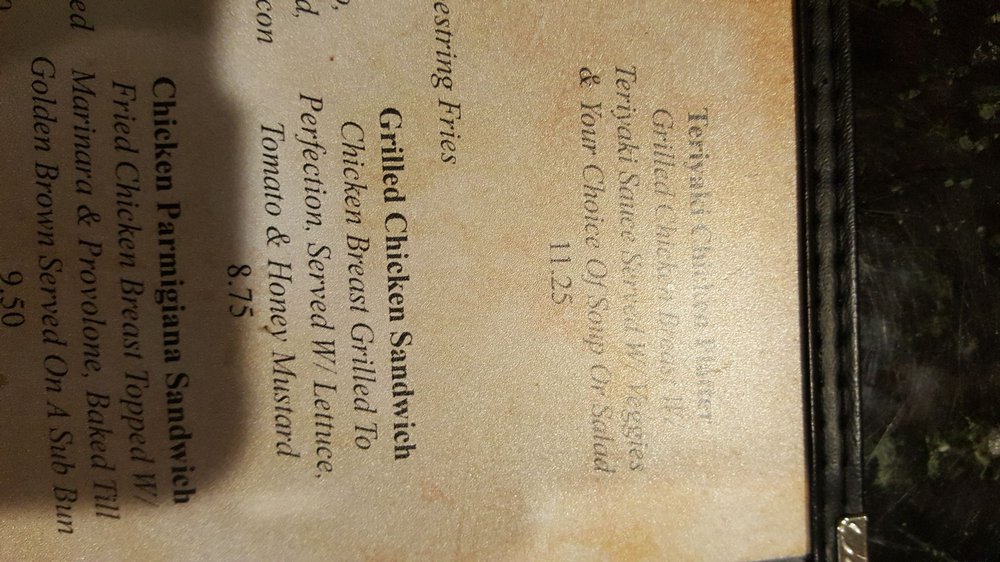 Teriyaki Chicken Platter
Grilled Chicken Breast W/
Teriyaki Sauce Served W/ Veggies
& Your Choice Of Soup Or Salad
11.25
estring Fries
Grilled Chicken Sandwich
Chicken Breast Grilled To
Perfection, Served W/ Lettuce,
Tomato & Honey Mustard
8.75
Chicken Parmigiana Sandwich
Fried Chicken Breast Topped W/
Marinara & Provolone, Baked Till
Golden Brown Served On A Sub Bun
9.50